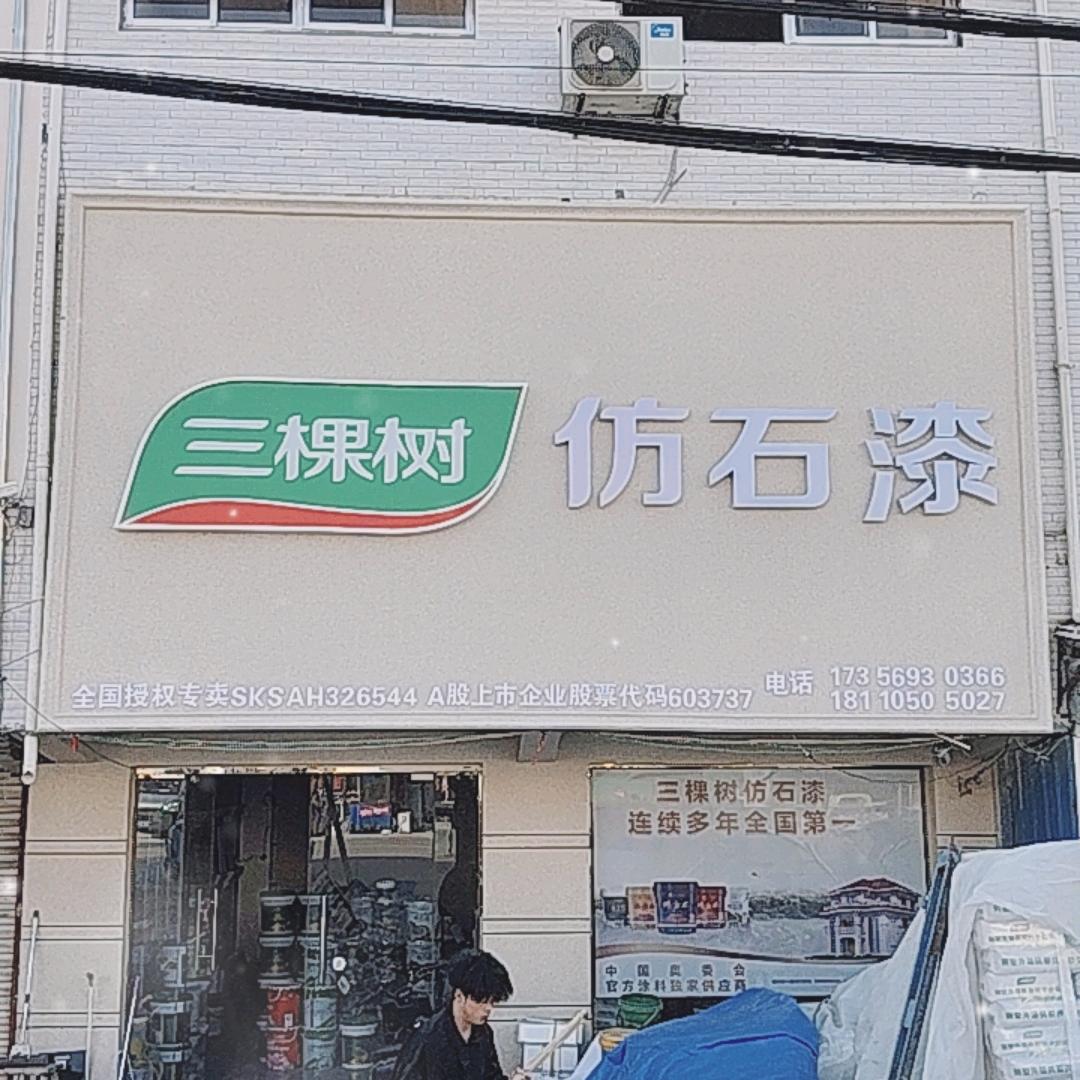 三棵树 仿石漆
全国授权专卖SKSAH326544 A股上市企业股票代码603737 电话 173 5693 0366
181 1050 5027
三棵树仿石漆
连续多年全国第一
中国奥委会
官方涂料独家供应商